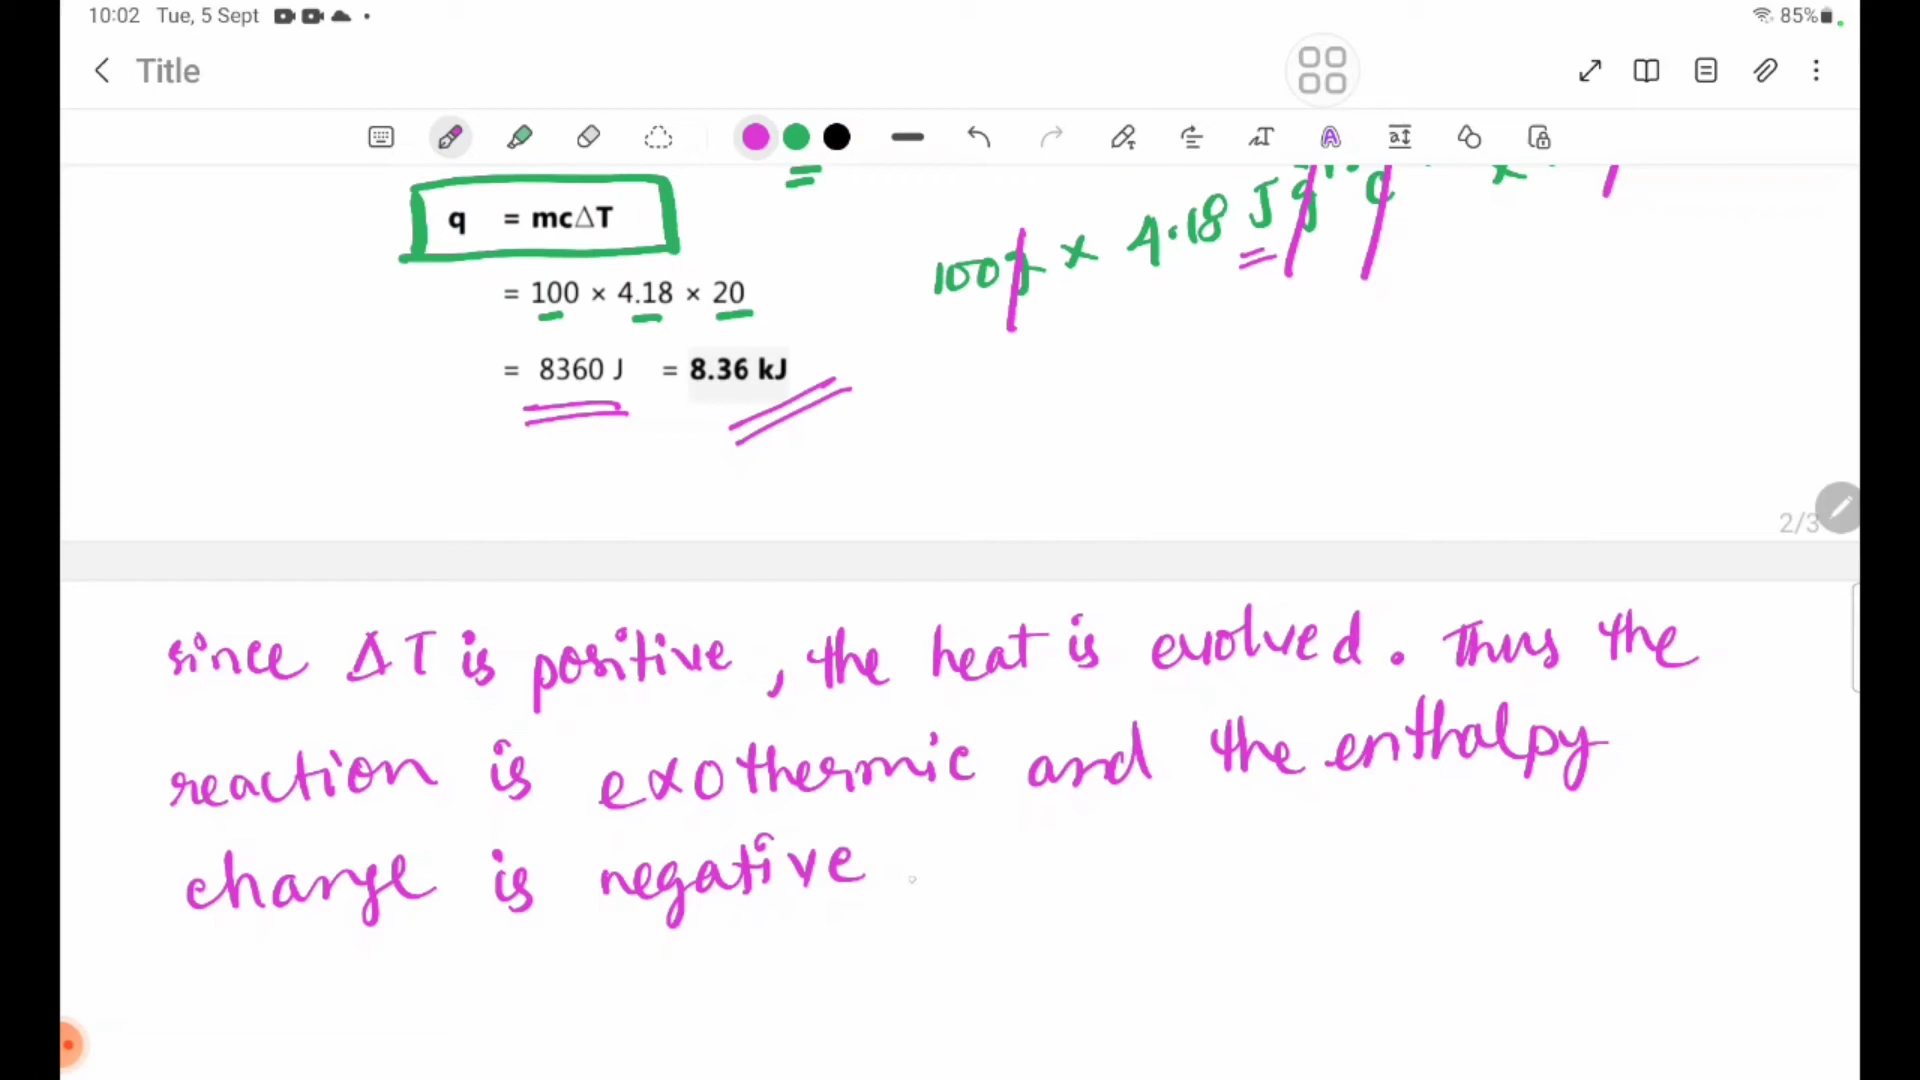 10:02 Tue, 5 Sept
85%
Title
q = mc△T
= 100 × 4.18 × 20
100g × 4.18 J g
= 8360 J = 8.36 kJ
2/3
since ΔT is positive, the heat is evolved. Thus the
reaction is exothermic and the enthalpy
change is negative